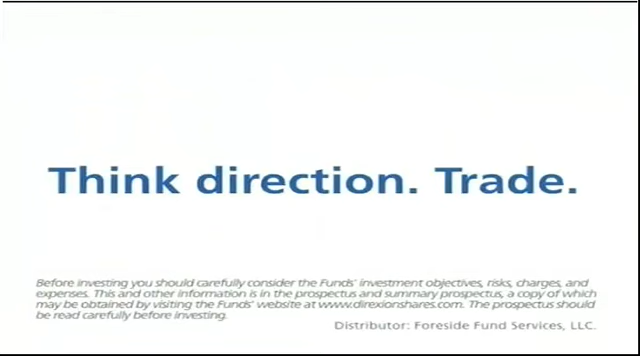 Think direction. Trade.
Before investing you should carefully consider the Funds' investment objectives, risks, charges, and
expenses. This and other information is in the prospectus and summary prospectus, a copy of which
may be obtained by visiting the Funds' website at www.direxionshares.com. The prospectus should
be read carefully before investing.
Distributor: Foreside Fund Services, LLC.